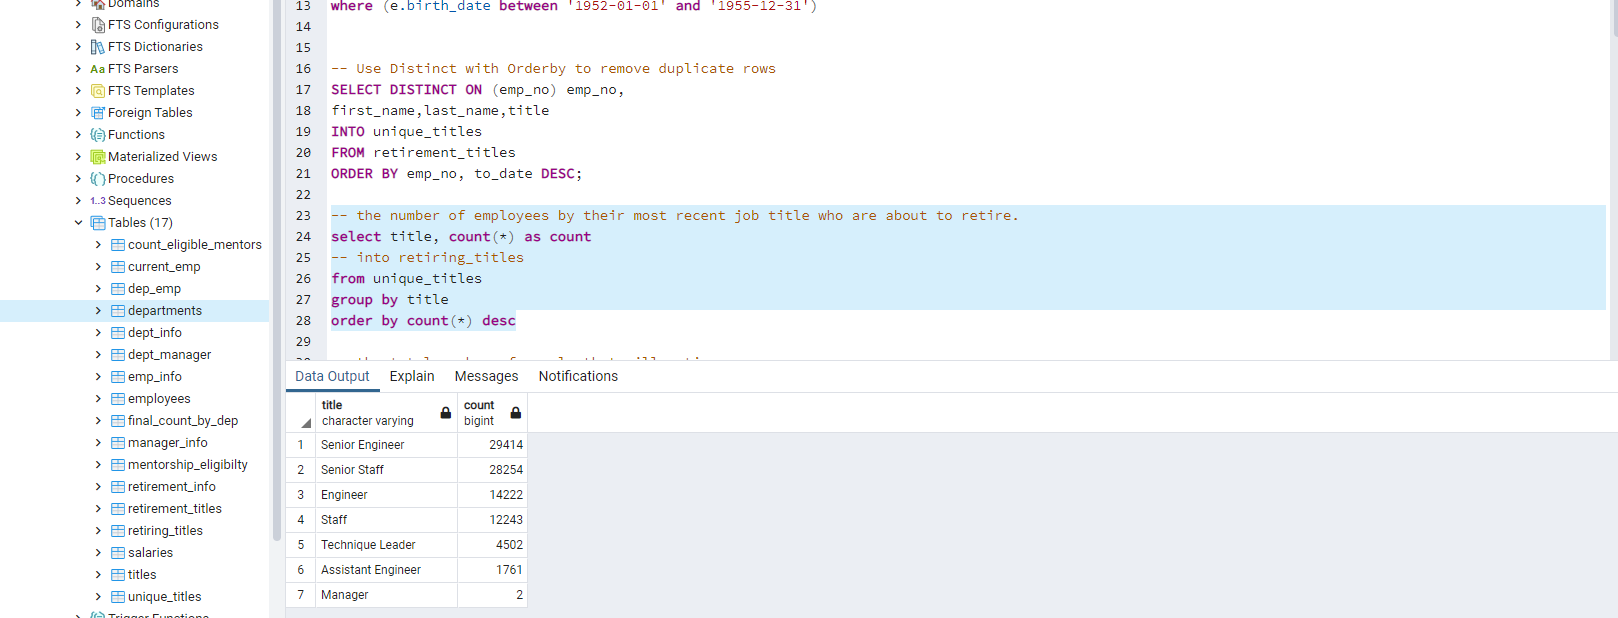 Domains
FTS Configurations
FTS Dictionaries
Aa FTS Parsers
FTS Templates
Foreign Tables
Functions
Materialized Views
Procedures
1..3 Sequences
Tables (17)
count_eligible_mentors
current_emp
dep_emp
departments
dept_info
dept_manager
emp_info
employees
final_count_by_dep
manager_info
mentorship_eligibilty
retirement_info
retirement_titles
retiring_titles
salaries
titles
unique_titles
Trigger Functions
13 where (e.birth_date between '1952-01-01' and '1955-12-31')
14
15
16 -- Use Distinct with Orderby to remove duplicate rows
17 SELECT DISTINCT ON (emp_no) emp_no,
18 first_name,last_name,title
19 INTO unique_titles
20 FROM retirement_titles
21 ORDER BY emp_no, to_date DESC;
22
23 -- the number of employees by their most recent job title who are about to retire.
24 select title, count(*) as count
25 -- into retiring_titles
26 from unique_titles
27 group by title
28 order by count(*) desc
29
Data Output Explain Messages Notifications
title count
character varying bigint
1 Senior Engineer 29414
2 Senior Staff 28254
3 Engineer 14222
4 Staff 12243
5 Technique Leader 4502
6 Assistant Engineer 1761
7 Manager 2